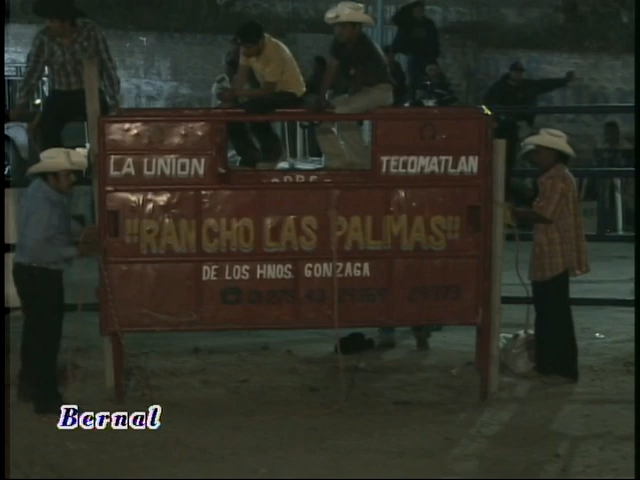 LA UNION TECOMATLAN
"RANCHO LAS PALMAS"
DE LOS HNOS. GONZAGA
Bernal